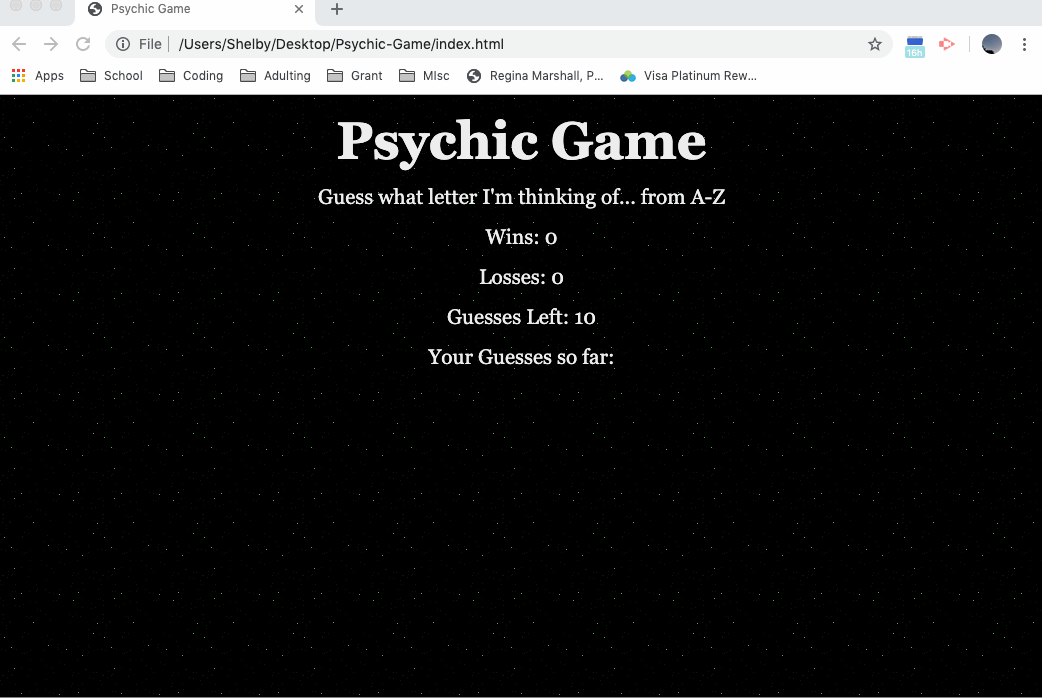 Psychic Game
File /Users/Shelby/Desktop/Psychic-Game/index.html
16h
Apps School Coding Adulting Grant MIsc Regina Marshall, P... Visa Platinum Rew...
Psychic Game
Guess what letter I'm thinking of... from A-Z
Wins: 0
Losses: 0
Guesses Left: 10
Your Guesses so far: